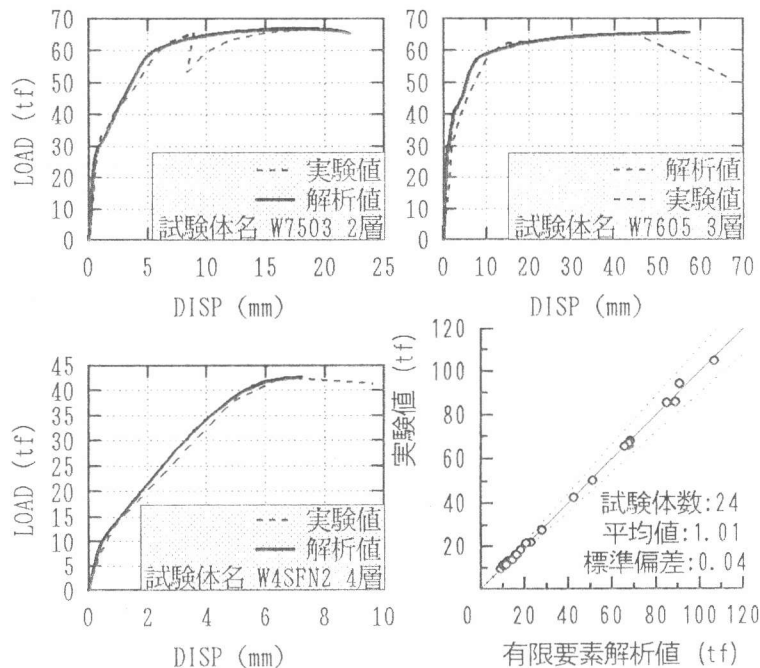 70
60
50
40
30
20
10
0
LOAD (tf)
実験値
解析値
試験体名 W7503 2層
0 5 10 15 20 25
DISP (mm)
70
60
50
40
30
20
10
0
解析値
実験値
試験体名 W7605 3層
0 10 20 30 40 50 60 70
DISP (mm)
45
40
35
30
25
20
15
10
5
0
LOAD (tf)
実験値
解析値
試験体名 W4SFN2 4層
0 2 4 6 8 10
DISP (mm)
120
100
80
60
40
20
実験値 (tf)
試験体数:24
平均値:1.01
標準偏差:0.04
0 20 40 60 80 100 120
有限要素解析値 (tf)